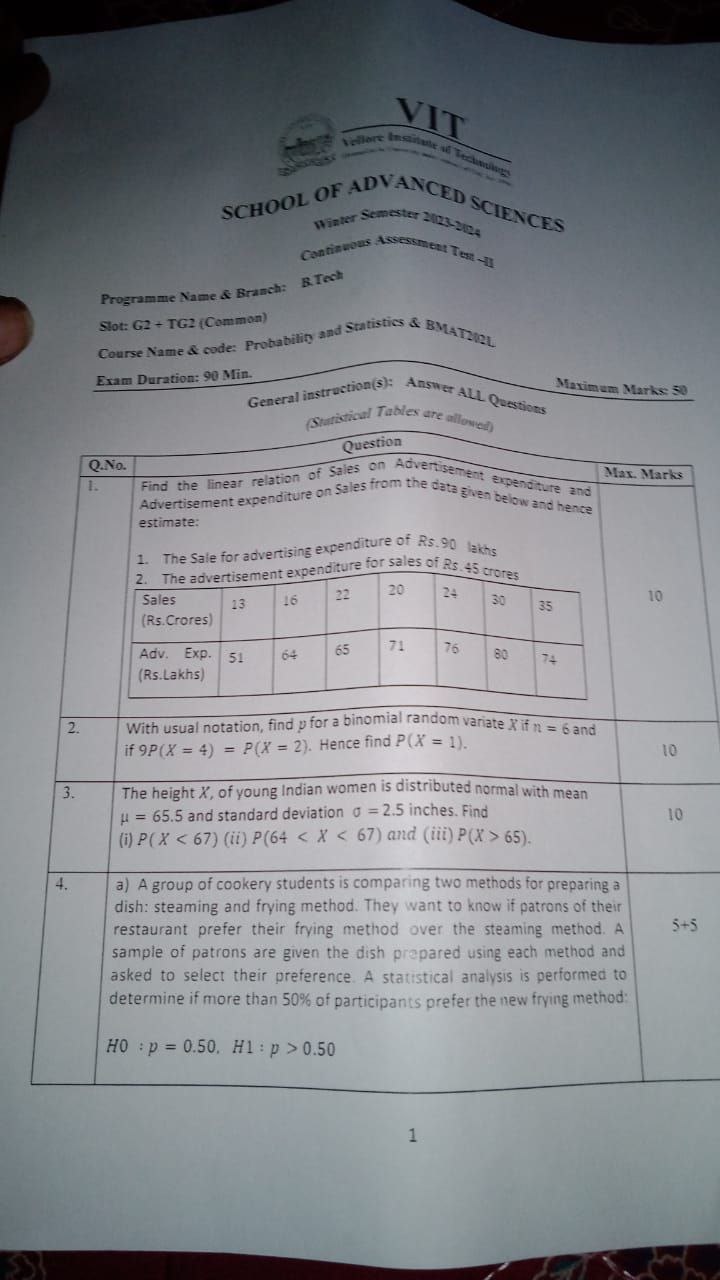 VIT
Vellore Institute of Technology
SCHOOL OF ADVANCED SCIENCES
Winter Semester 2023-2024
Continuous Assessment Test –II
Programme Name & Branch: B.Tech
Slot: G2 + TG2 (Common)
Course Name & code: Probability and Statistics & BMAT202L
Exam Duration: 90 Min. Maximum Marks: 50
General instruction(s): Answer ALL Questions
(Statistical Tables are allowed)
Q.No. Question Max. Marks
1. Find the linear relation of Sales on Advertisement expenditure and
Advertisement expenditure on Sales from the data given below and hence
estimate:
1. The Sale for advertising expenditure of Rs.90 lakhs
2. The advertisement expenditure for sales of Rs.45 crores
Sales 13 16 22 20 24 30 35 10
(Rs.Crores)
Adv. Exp. 51 64 65 71 76 80 74
(Rs.Lakhs)
2. With usual notation, find p for a binomial random variate X if n = 6 and
if 9P(X = 4) = P(X = 2). Hence find P(X = 1). 10
3. The height X, of young Indian women is distributed normal with mean
μ = 65.5 and standard deviation σ = 2.5 inches. Find 10
(i) P( X < 67) (ii) P(64 < X < 67) and (iii) P(X > 65).
4. a) A group of cookery students is comparing two methods for preparing a
dish: steaming and frying method. They want to know if patrons of their
restaurant prefer their frying method over the steaming method. A 5+5
sample of patrons are given the dish prepared using each method and
asked to select their preference. A statistical analysis is performed to
determine if more than 50% of participants prefer the new frying method:
H0 : p = 0.50, H1 : p > 0.50
1